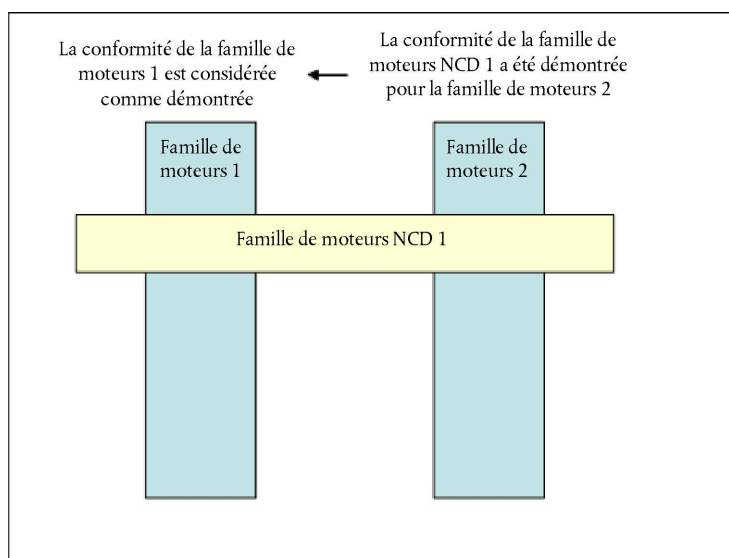 La conformité de la famille de
moteurs 1 est considérée
comme démontrée
La conformité de la famille de
moteurs NCD 1 a été démontrée
pour la famille de moteurs 2
Famille de
moteurs 1
Famille de
moteurs 2
Famille de moteurs NCD 1